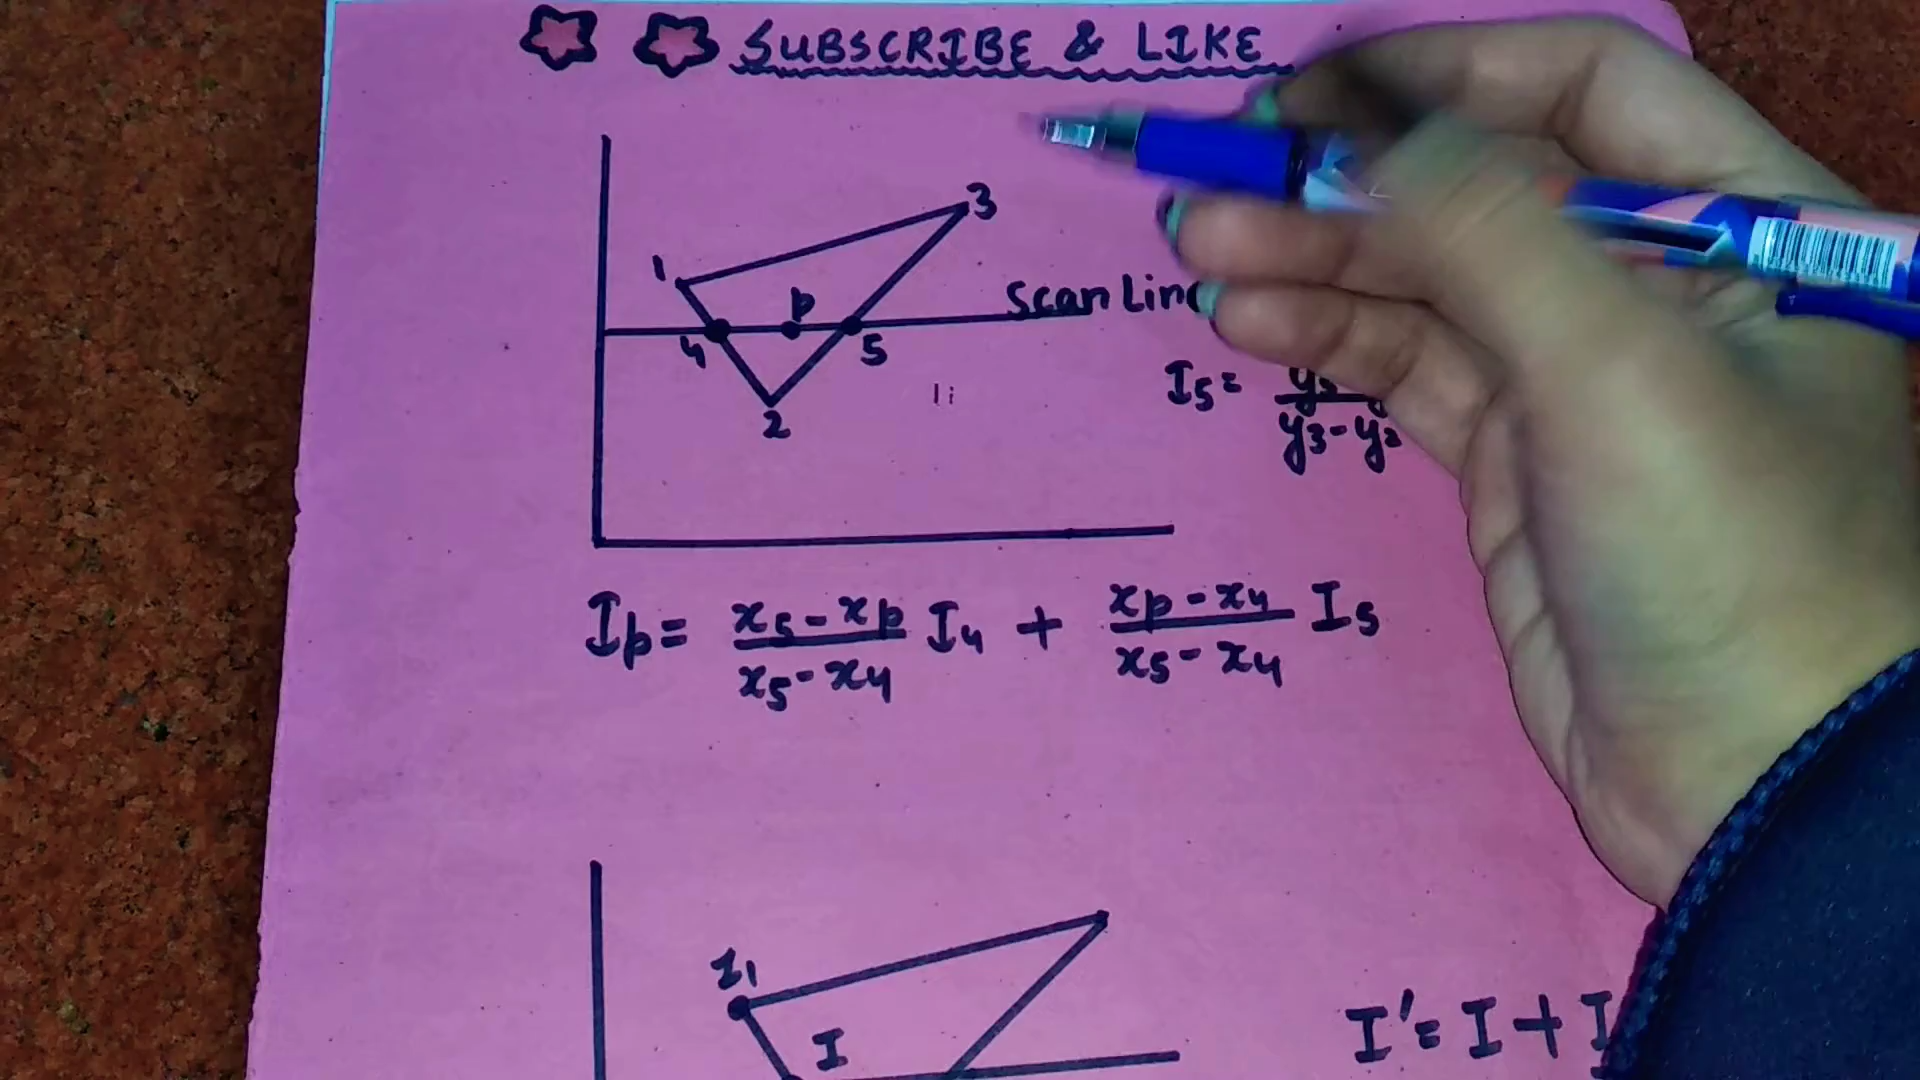 SUBSCRIBE & LIKE
3
1
p
Scan Line
4
5
2
I5 =
y3 - y2
Ip = x5 - xp / x5 - x4 I4 + xp - x4 / x5 - x4 I5
I1
I
I' = I + I